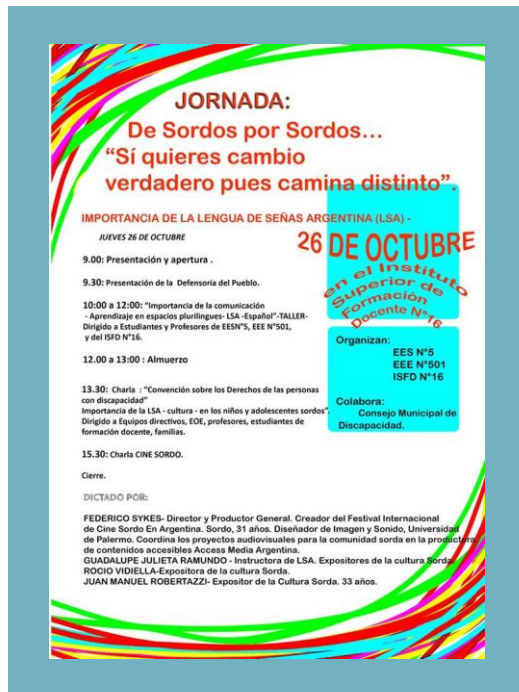 JORNADA:
De Sordos por Sordos...
“Sí quieres cambio
verdadero pues camina distinto”.
IMPORTANCIA DE LA LENGUA DE SEÑAS ARGENTINA (LSA) -
JUEVES 26 DE OCTUBRE
26 DE OCTUBRE
en el Instituto
Superior de
Formación
Docente N°16
9.00: Presentación y apertura .
9.30: Presentación de la Defensoría del Pueblo.
10:00 a 12:00: “Importancia de la comunicación
- Aprendizaje en espacios plurilingues- LSA -Español”-TALLER-
Dirigido a Estudiantes y Profesores de EESN°5, EEE N°501,
y del ISFD N°16.
12.00 a 13:00 : Almuerzo
13.30: Charla : “Convención sobre los Derechos de las personas
con discapacidad”
Importancia de la LSA - cultura - en los niños y adolescentes sordos”.
Dirigido a Equipos directivos, EOE, profesores, estudiantes de
formación docente, familias.
15.30: Charla CINE SORDO.
Cierre.
Organizan:
EES N°5
EEE N°501
ISFD N°16
Colabora:
Consejo Municipal de
Discapacidad.
DICTADO POR:
FEDERICO SYKES- Director y Productor General. Creador del Festival Internacional
de Cine Sordo En Argentina. Sordo, 31 años. Diseñador de Imagen y Sonido, Universidad
de Palermo. Coordina los proyectos audiovisuales para la comunidad sorda en la productora
de contenidos accesibles Access Media Argentina.
GUADALUPE JULIETA RAMUNDO - Instructora de LSA. Expositores de la cultura Sorda.
ROCIO VIDIELLA-Expositora de la cultura Sorda.
JUAN MANUEL ROBERTAZZI- Expositor de la Cultura Sorda. 33 años.